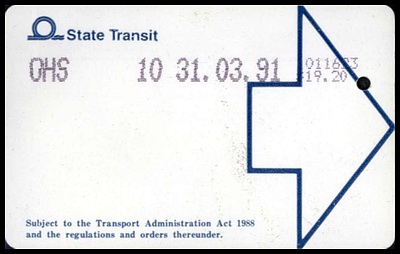 State Transit
OHS 10 31.03.91 011623
$19.20
Subject to the Transport Administration Act 1988
and the regulations and orders thereunder.